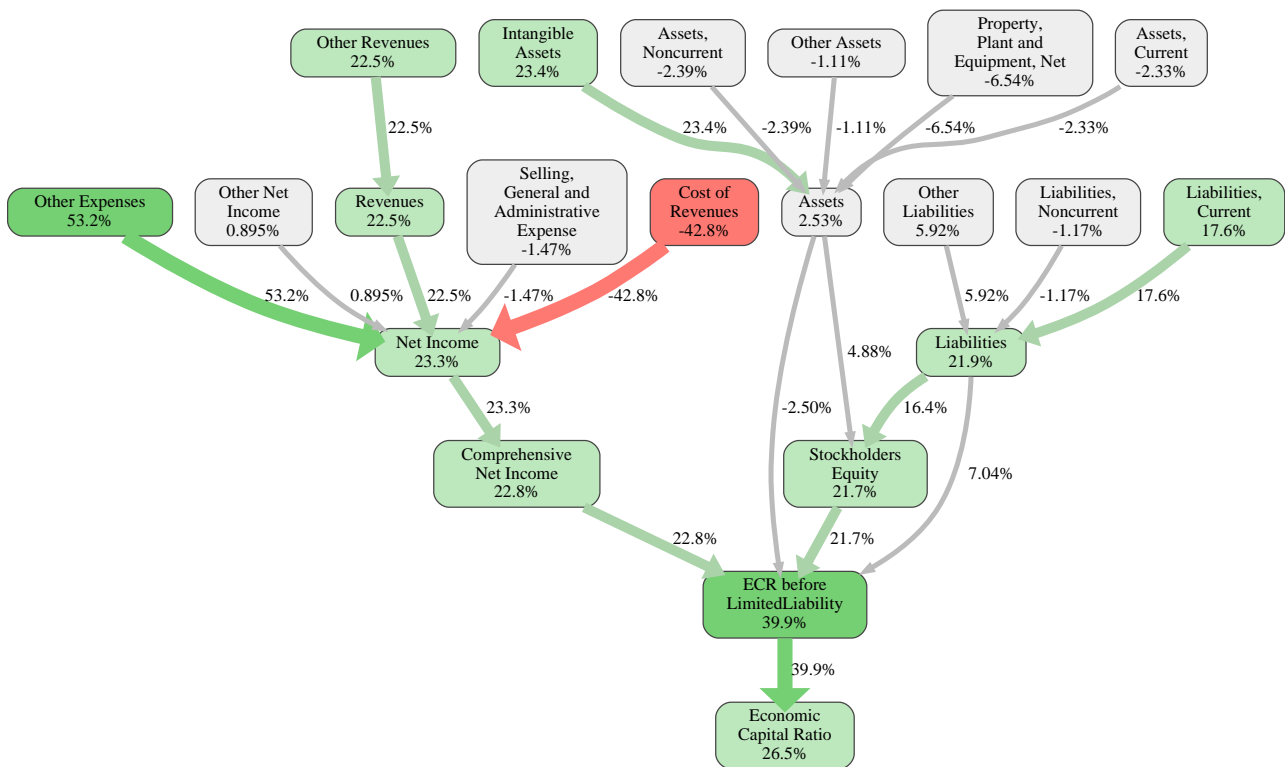 Other Revenues
22.5%
Intangible
Assets
23.4%
Assets,
Noncurrent
-2.39%
Other Assets
-1.11%
Property,
Plant and
Equipment, Net
-6.54%
Assets,
Current
-2.33%
22.5%
23.4%
-2.39%
-1.11%
-6.54%
-2.33%
Other Expenses
53.2%
Other Net
Income
0.895%
Revenues
22.5%
Selling,
General and
Administrative
Expense
-1.47%
Cost of
Revenues
-42.8%
Assets
2.53%
Other
Liabilities
5.92%
Liabilities,
Noncurrent
-1.17%
Liabilities,
Current
17.6%
53.2%
0.895%
22.5%
-1.47%
-42.8%
5.92%
-1.17%
17.6%
Net Income
23.3%
4.88%
Liabilities
21.9%
23.3%
-2.50%
16.4%
Comprehensive
Net Income
22.8%
Stockholders
Equity
21.7%
7.04%
22.8%
21.7%
ECR before
LimitedLiability
39.9%
39.9%
Economic
Capital Ratio
26.5%